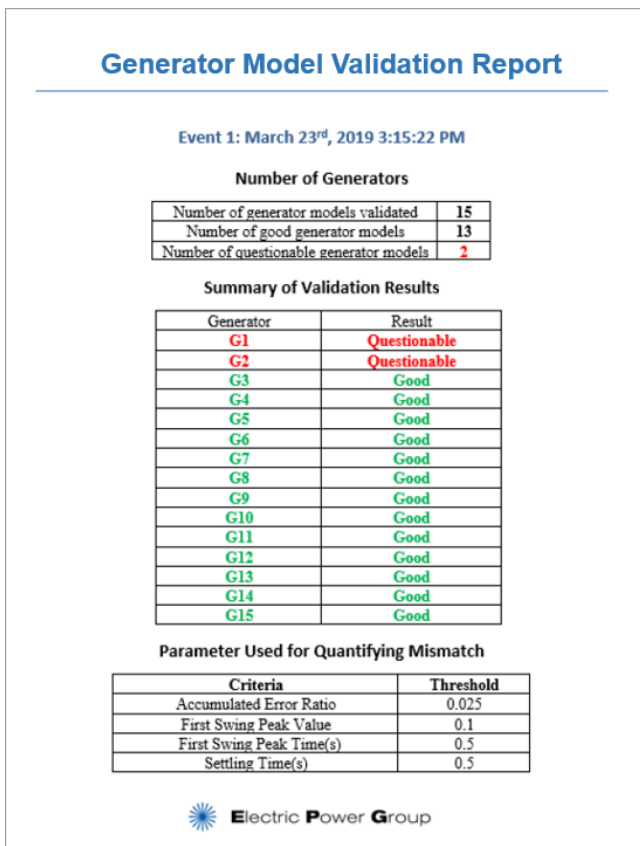 Generator Model Validation Report
Event 1: March 23rd, 2019 3:15:22 PM
Number of Generators
Number of generator models validated 15
Number of good generator models 13
Number of questionable generator models 2
Summary of Validation Results
Generator Result
G1 Questionable
G2 Questionable
G3 Good
G4 Good
G5 Good
G6 Good
G7 Good
G8 Good
G9 Good
G10 Good
G11 Good
G12 Good
G13 Good
G14 Good
G15 Good
Parameter Used for Quantifying Mismatch
Criteria Threshold
Accumulated Error Ratio 0.025
First Swing Peak Value 0.1
First Swing Peak Time(s) 0.5
Settling Time(s) 0.5
Electric Power Group